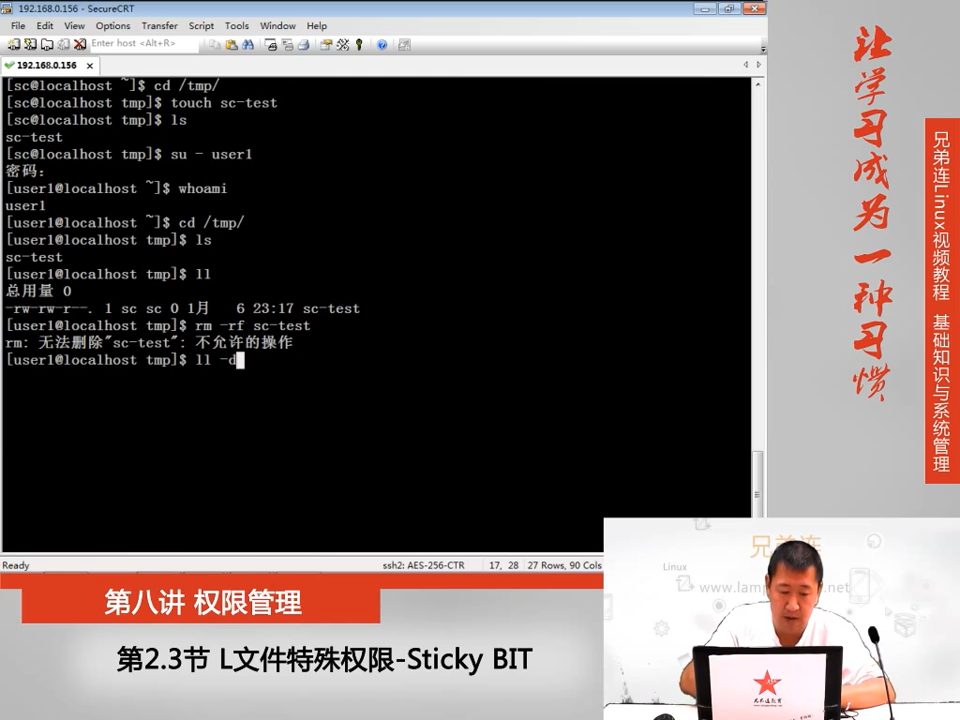 192.168.0.156 - SecureCRT
File Edit View Options Transfer Script Tools Window Help
Enter host <Alt+R>
192.168.0.156
[sc@localhost ~]$ cd /tmp/
[sc@localhost tmp]$ touch sc-test
[sc@localhost tmp]$ ls
sc-test
[sc@localhost tmp]$ su - user1
密码：
[user1@localhost ~]$ whoami
user1
[user1@localhost ~]$ cd /tmp/
[user1@localhost tmp]$ ls
sc-test
[user1@localhost tmp]$ ll
总用量 0
-rw-rw-r--. 1 sc sc 0 1月   6 23:17 sc-test
[user1@localhost tmp]$ rm -rf sc-test
rm: 无法删除"sc-test": 不允许的操作
[user1@localhost tmp]$ ll -d
Ready
ssh2: AES-256-CTR
17, 28
27 Rows, 90 Cols
让学习成为一种习惯
兄弟连Linux视频教程 基础知识与系统管理
第八讲 权限管理
第2.3节 L文件特殊权限-Sticky BIT
兄弟连
Linux